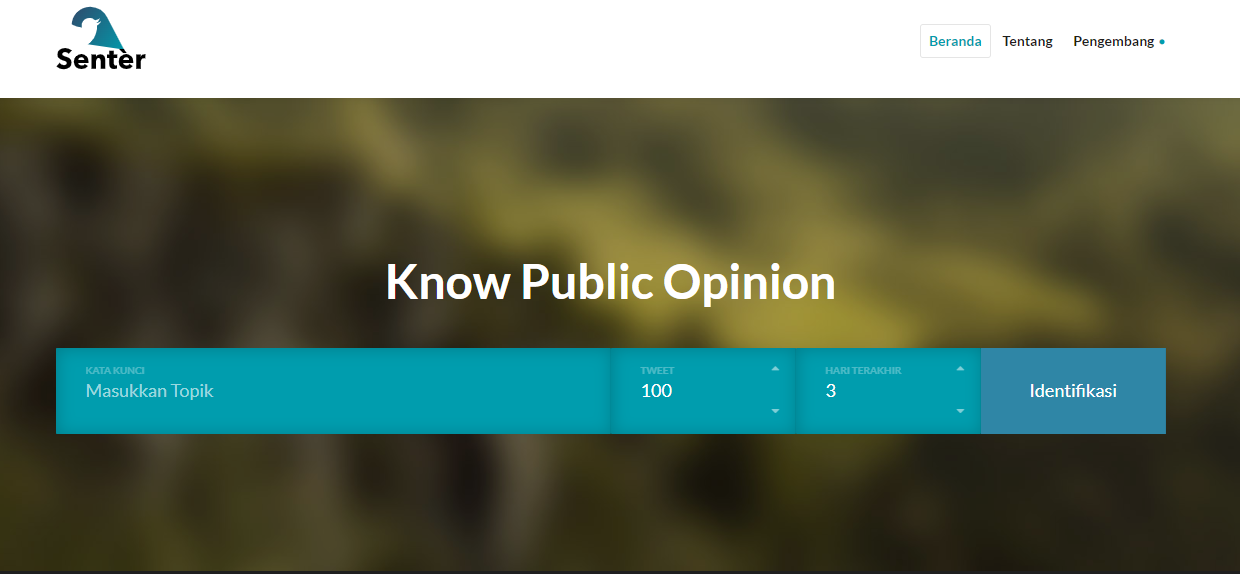 Senter
Beranda Tentang Pengembang
Know Public Opinion
KATA KUNCI
Masukkan Topik
TWEET
100
HARI TERAKHIR
3
Identifikasi